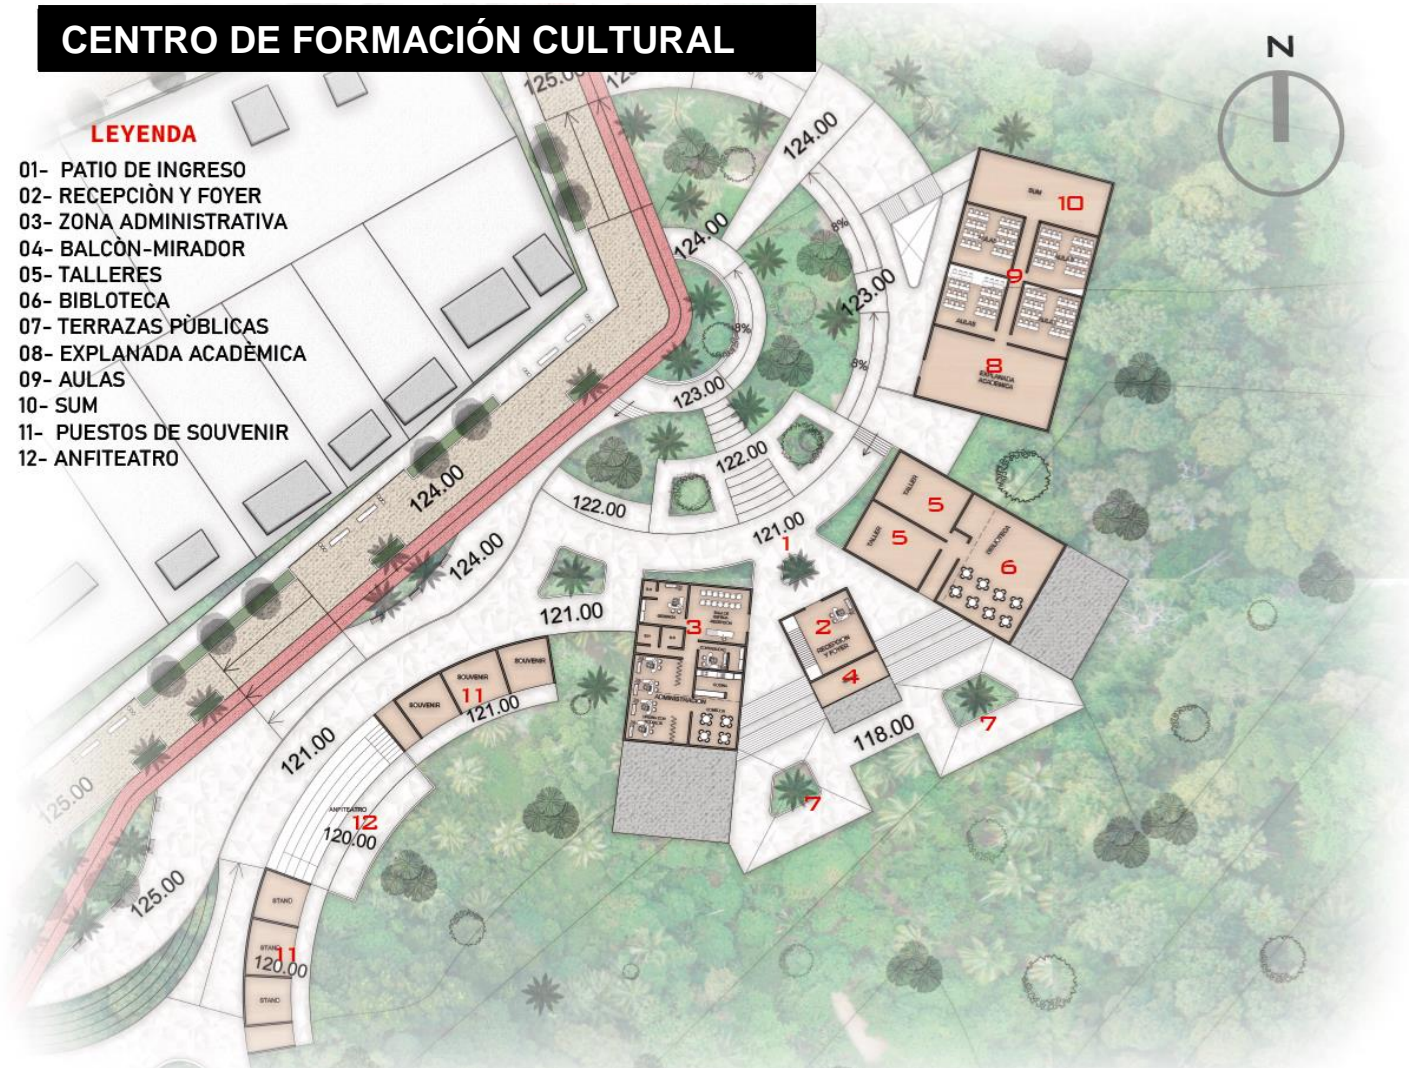 CENTRO DE FORMACIÓN CULTURAL
N
LEYENDA
01- PATIO DE INGRESO
02- RECEPCIÒN Y FOYER
03- ZONA ADMINISTRATIVA
04- BALCÒN-MIRADOR
05- TALLERES
06- BIBLOTECA
07- TERRAZAS PÙBLICAS
08- EXPLANADA ACADÈMICA
09- AULAS
10- SUM
11- PUESTOS DE SOUVENIR
12- ANFITEATRO
125.00
124.00
124.00
8%
123.00
8%
8%
123.00
122.00
122.00
121.00
1
124.00
124.00
121.00
SUM
10
9
AULAS
8
EXPLANADA
ACADÉMICA
TALLER
5
TALLER
5
BIBLIOTECA
6
2
RECEPCION
Y FOYER
4
3
ADMINISTRACION
118.00
7
7
SOUVENIR
SOUVENIR
SOUVENIR
11
121.00
121.00
ANFITEATRO
12
120.00
125.00
125.00
STAND
STAND
11
120.00
STAND